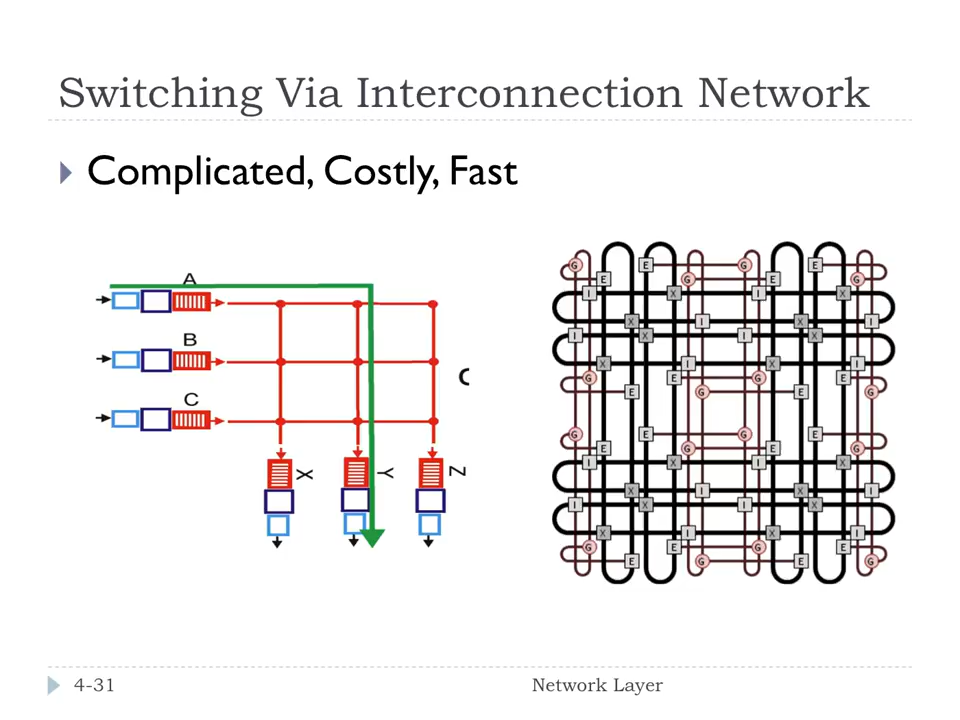 Switching Via Interconnection Network
Complicated, Costly, Fast
A
B
C
X
Y
Z
G E E G
E G E G
I X I X
X I X I
I X I X
X I X I
G E G E
E G E G
G E G E
E G E G
I X I X
X I X I
I X I X
X I X I
G E G E
E G E G
4-31
Network Layer